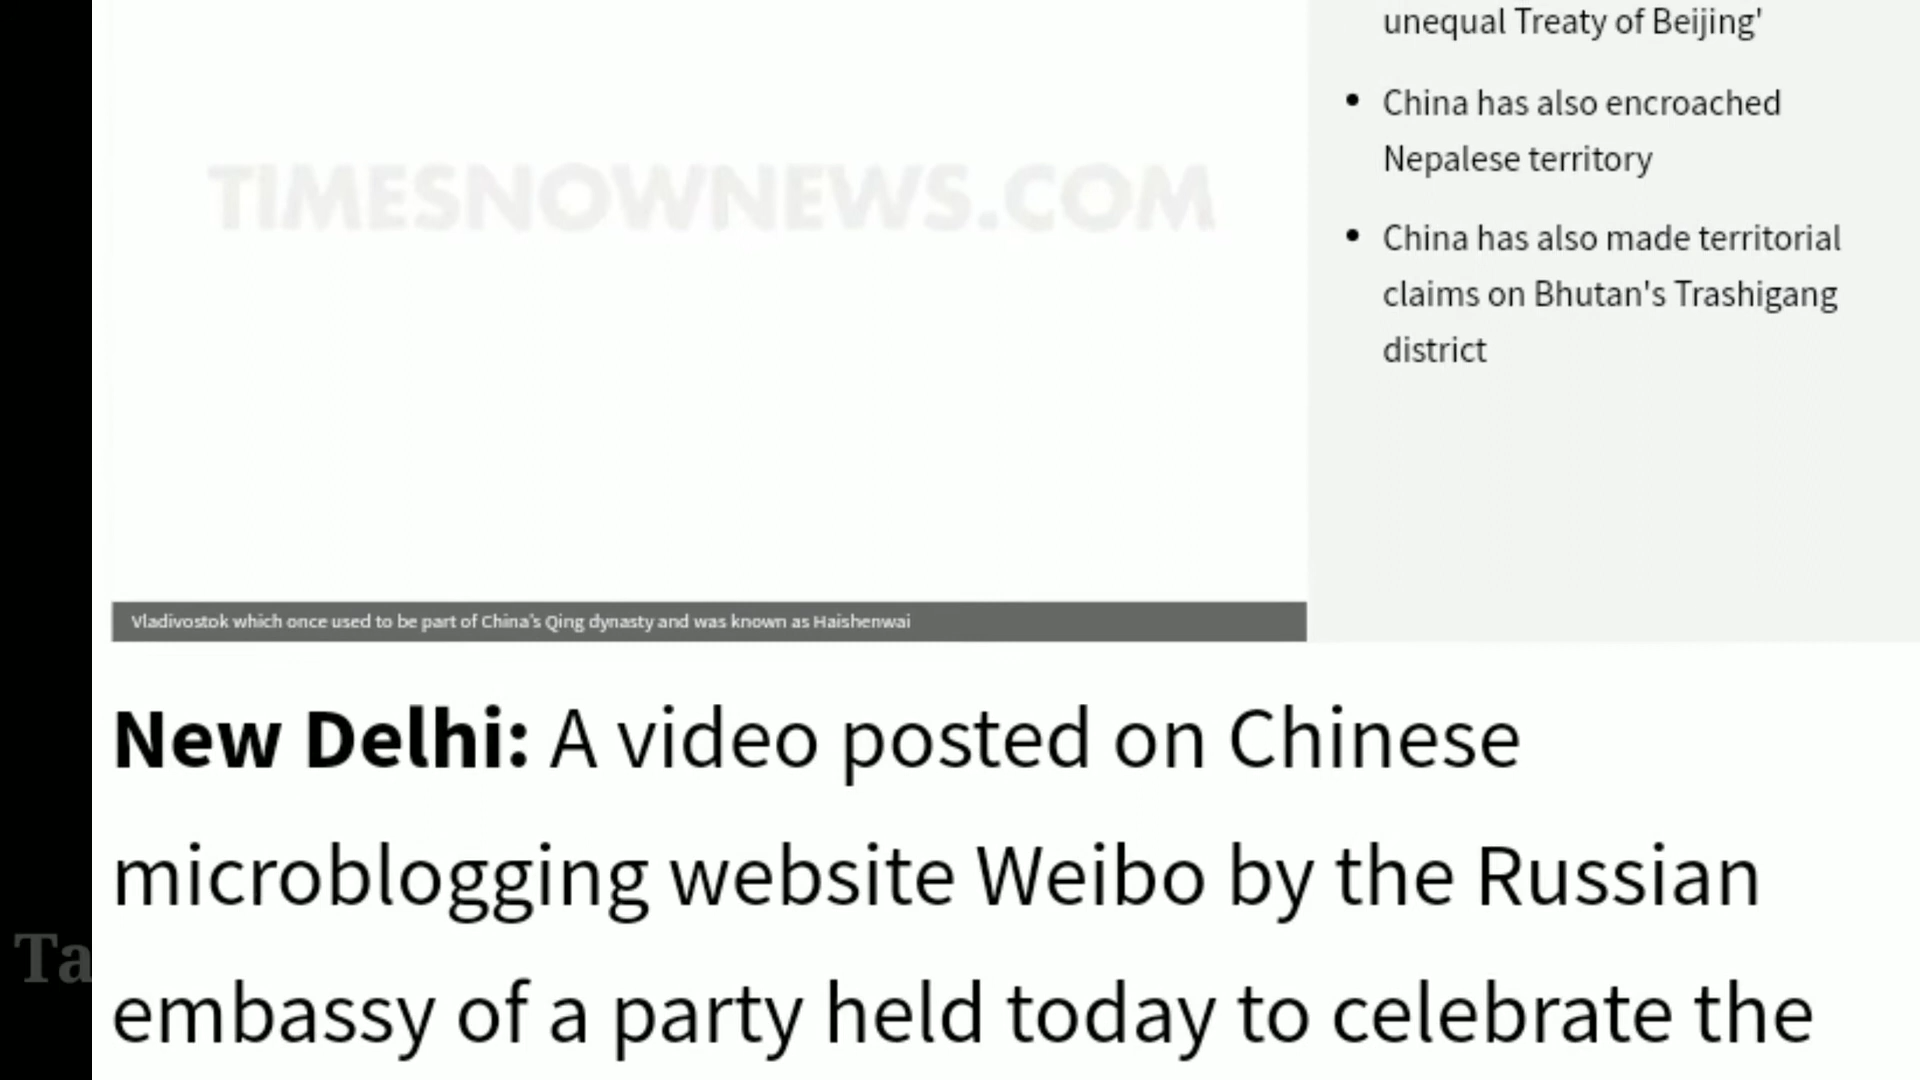 unequal Treaty of Beijing'
• China has also encroached
Nepalese territory
• China has also made territorial
claims on Bhutan's Trashigang
district
TIMESNOWNEWS.COM
Vladivostok which once used to be part of China's Qing dynasty and was known as Haishenwai
New Delhi: A video posted on Chinese
microblogging website Weibo by the Russian
embassy of a party held today to celebrate the
Ta